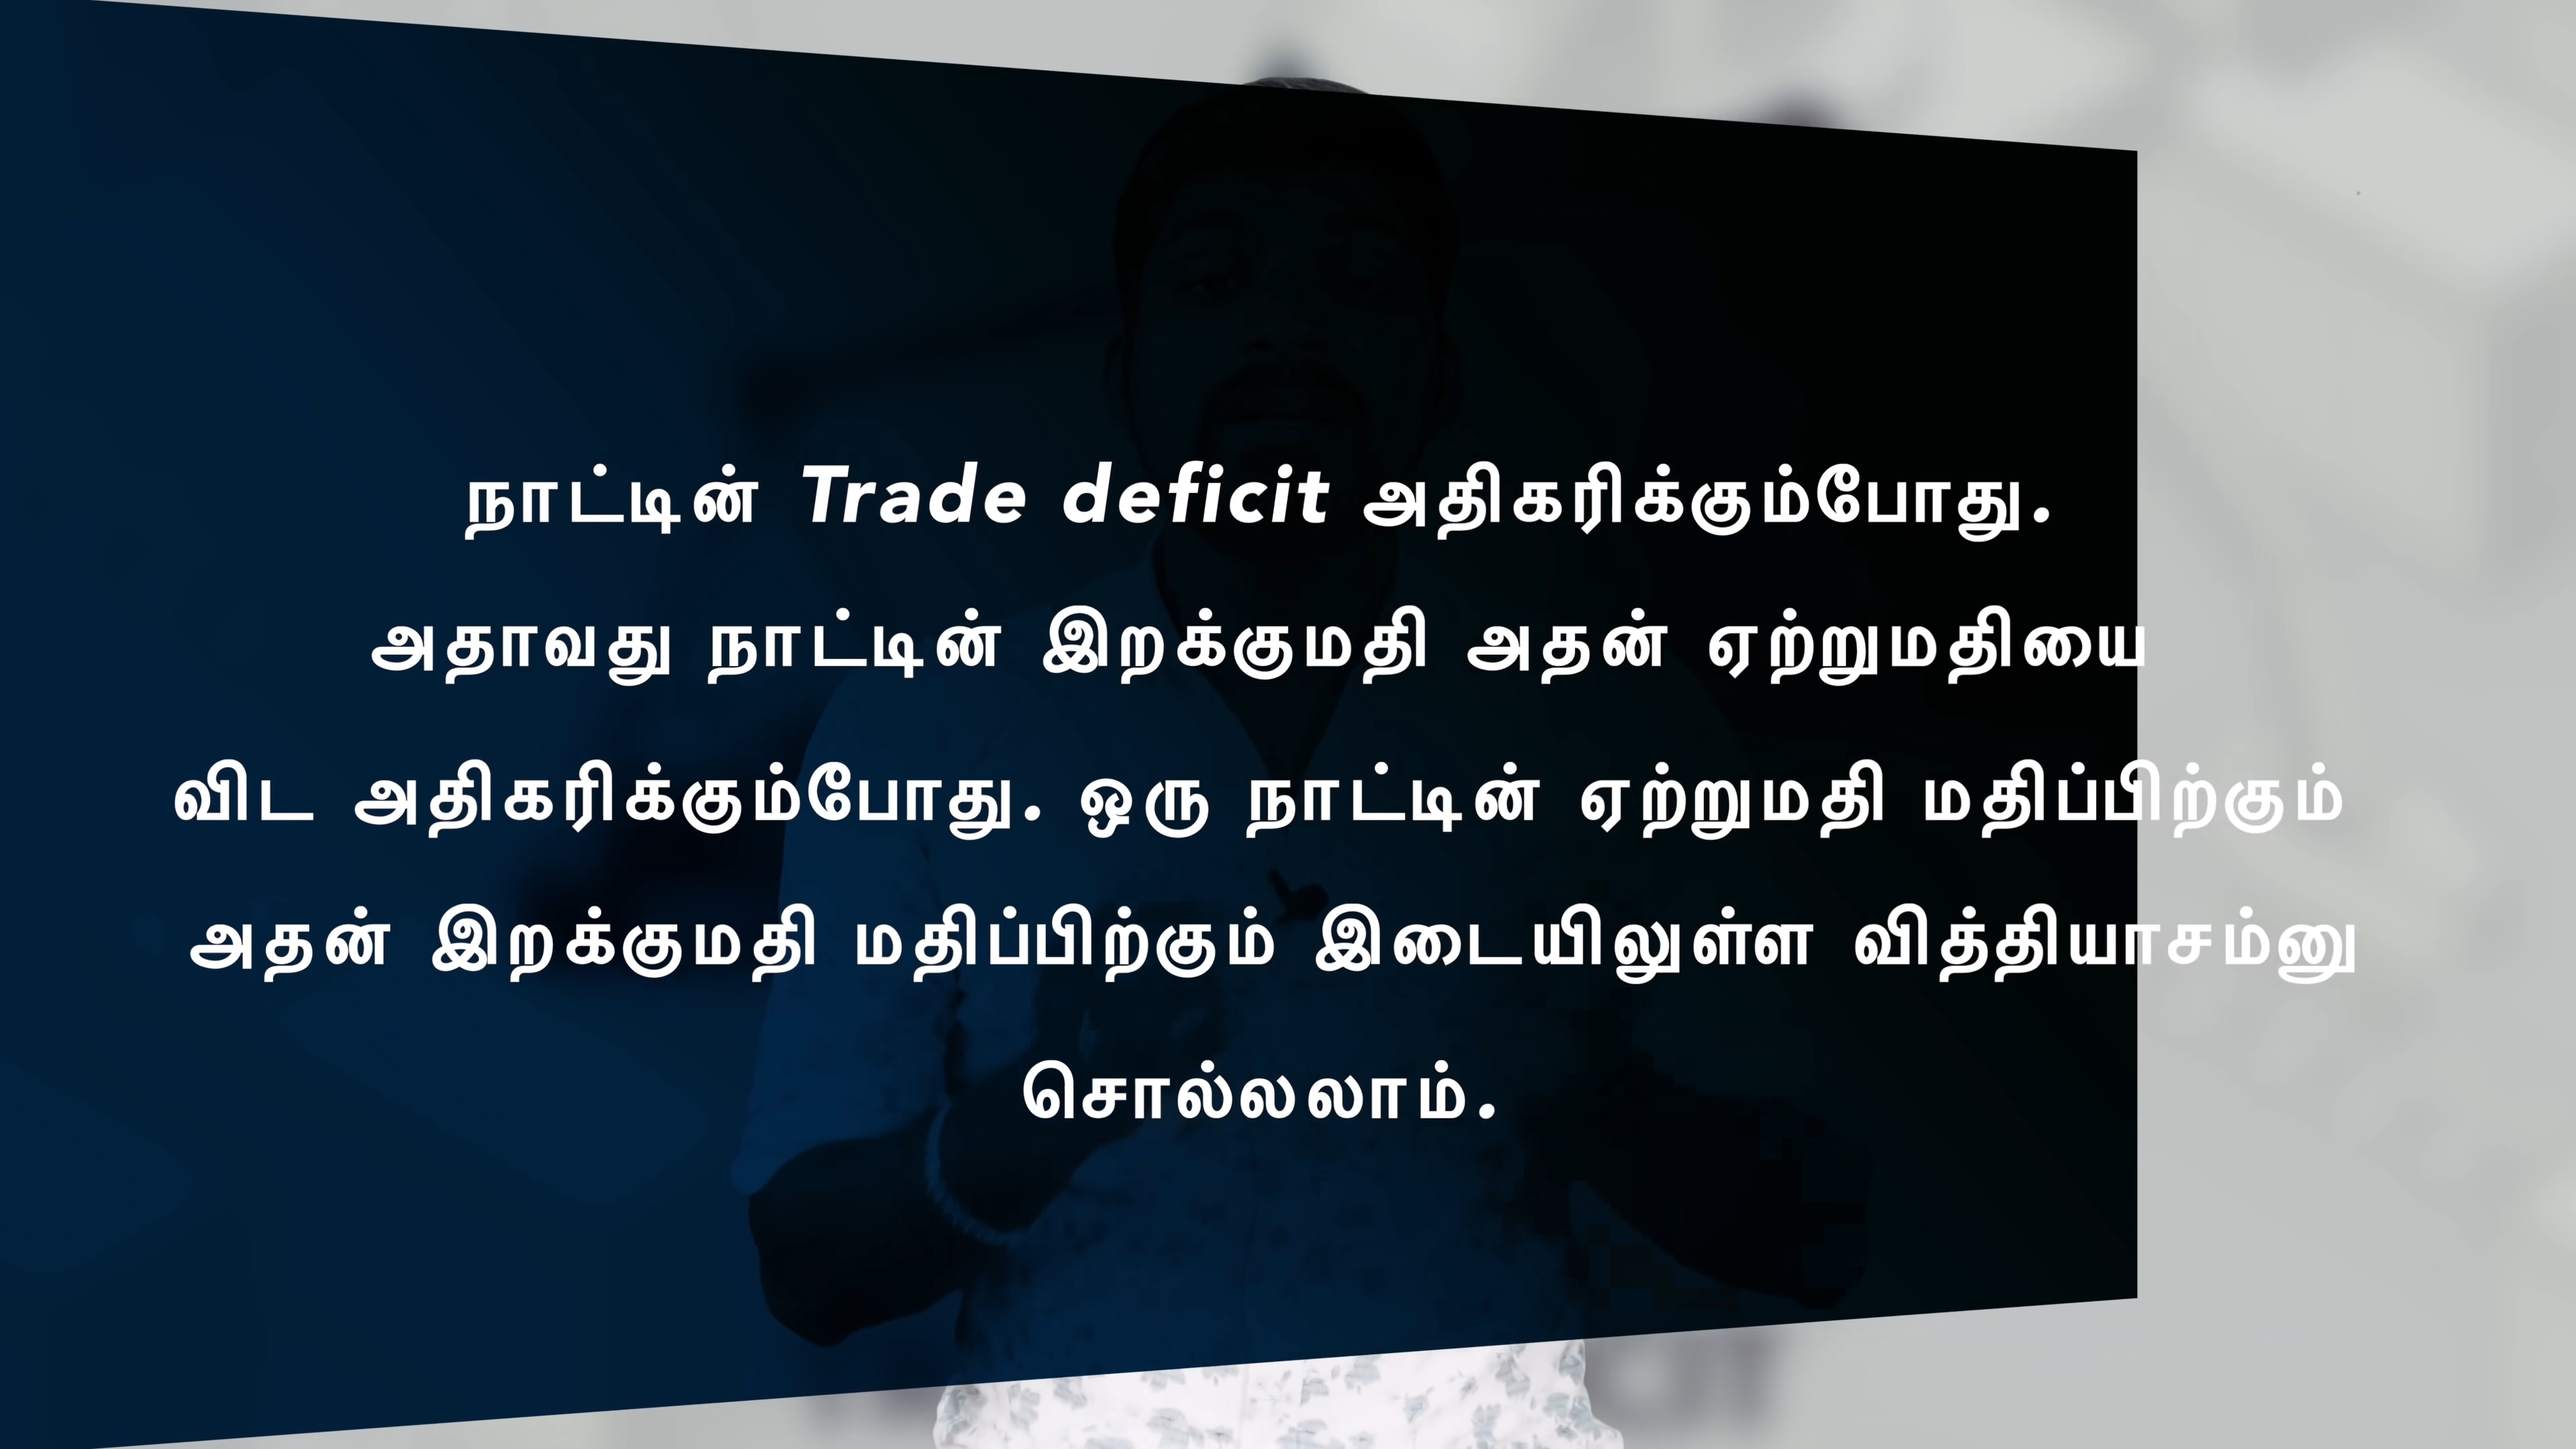 நாட்டின் Trade deficit அதிகரிக்கும்போது.
அதாவது நாட்டின் இறக்குமதி அதன் ஏற்றுமதியை
விட அதிகரிக்கும்போது. ஒரு நாட்டின் ஏற்றுமதி மதிப்பிற்கும்
அதன் இறக்குமதி மதிப்பிற்கும் இடையிலுள்ள வித்தியாசம்னு
சொல்லலாம்.